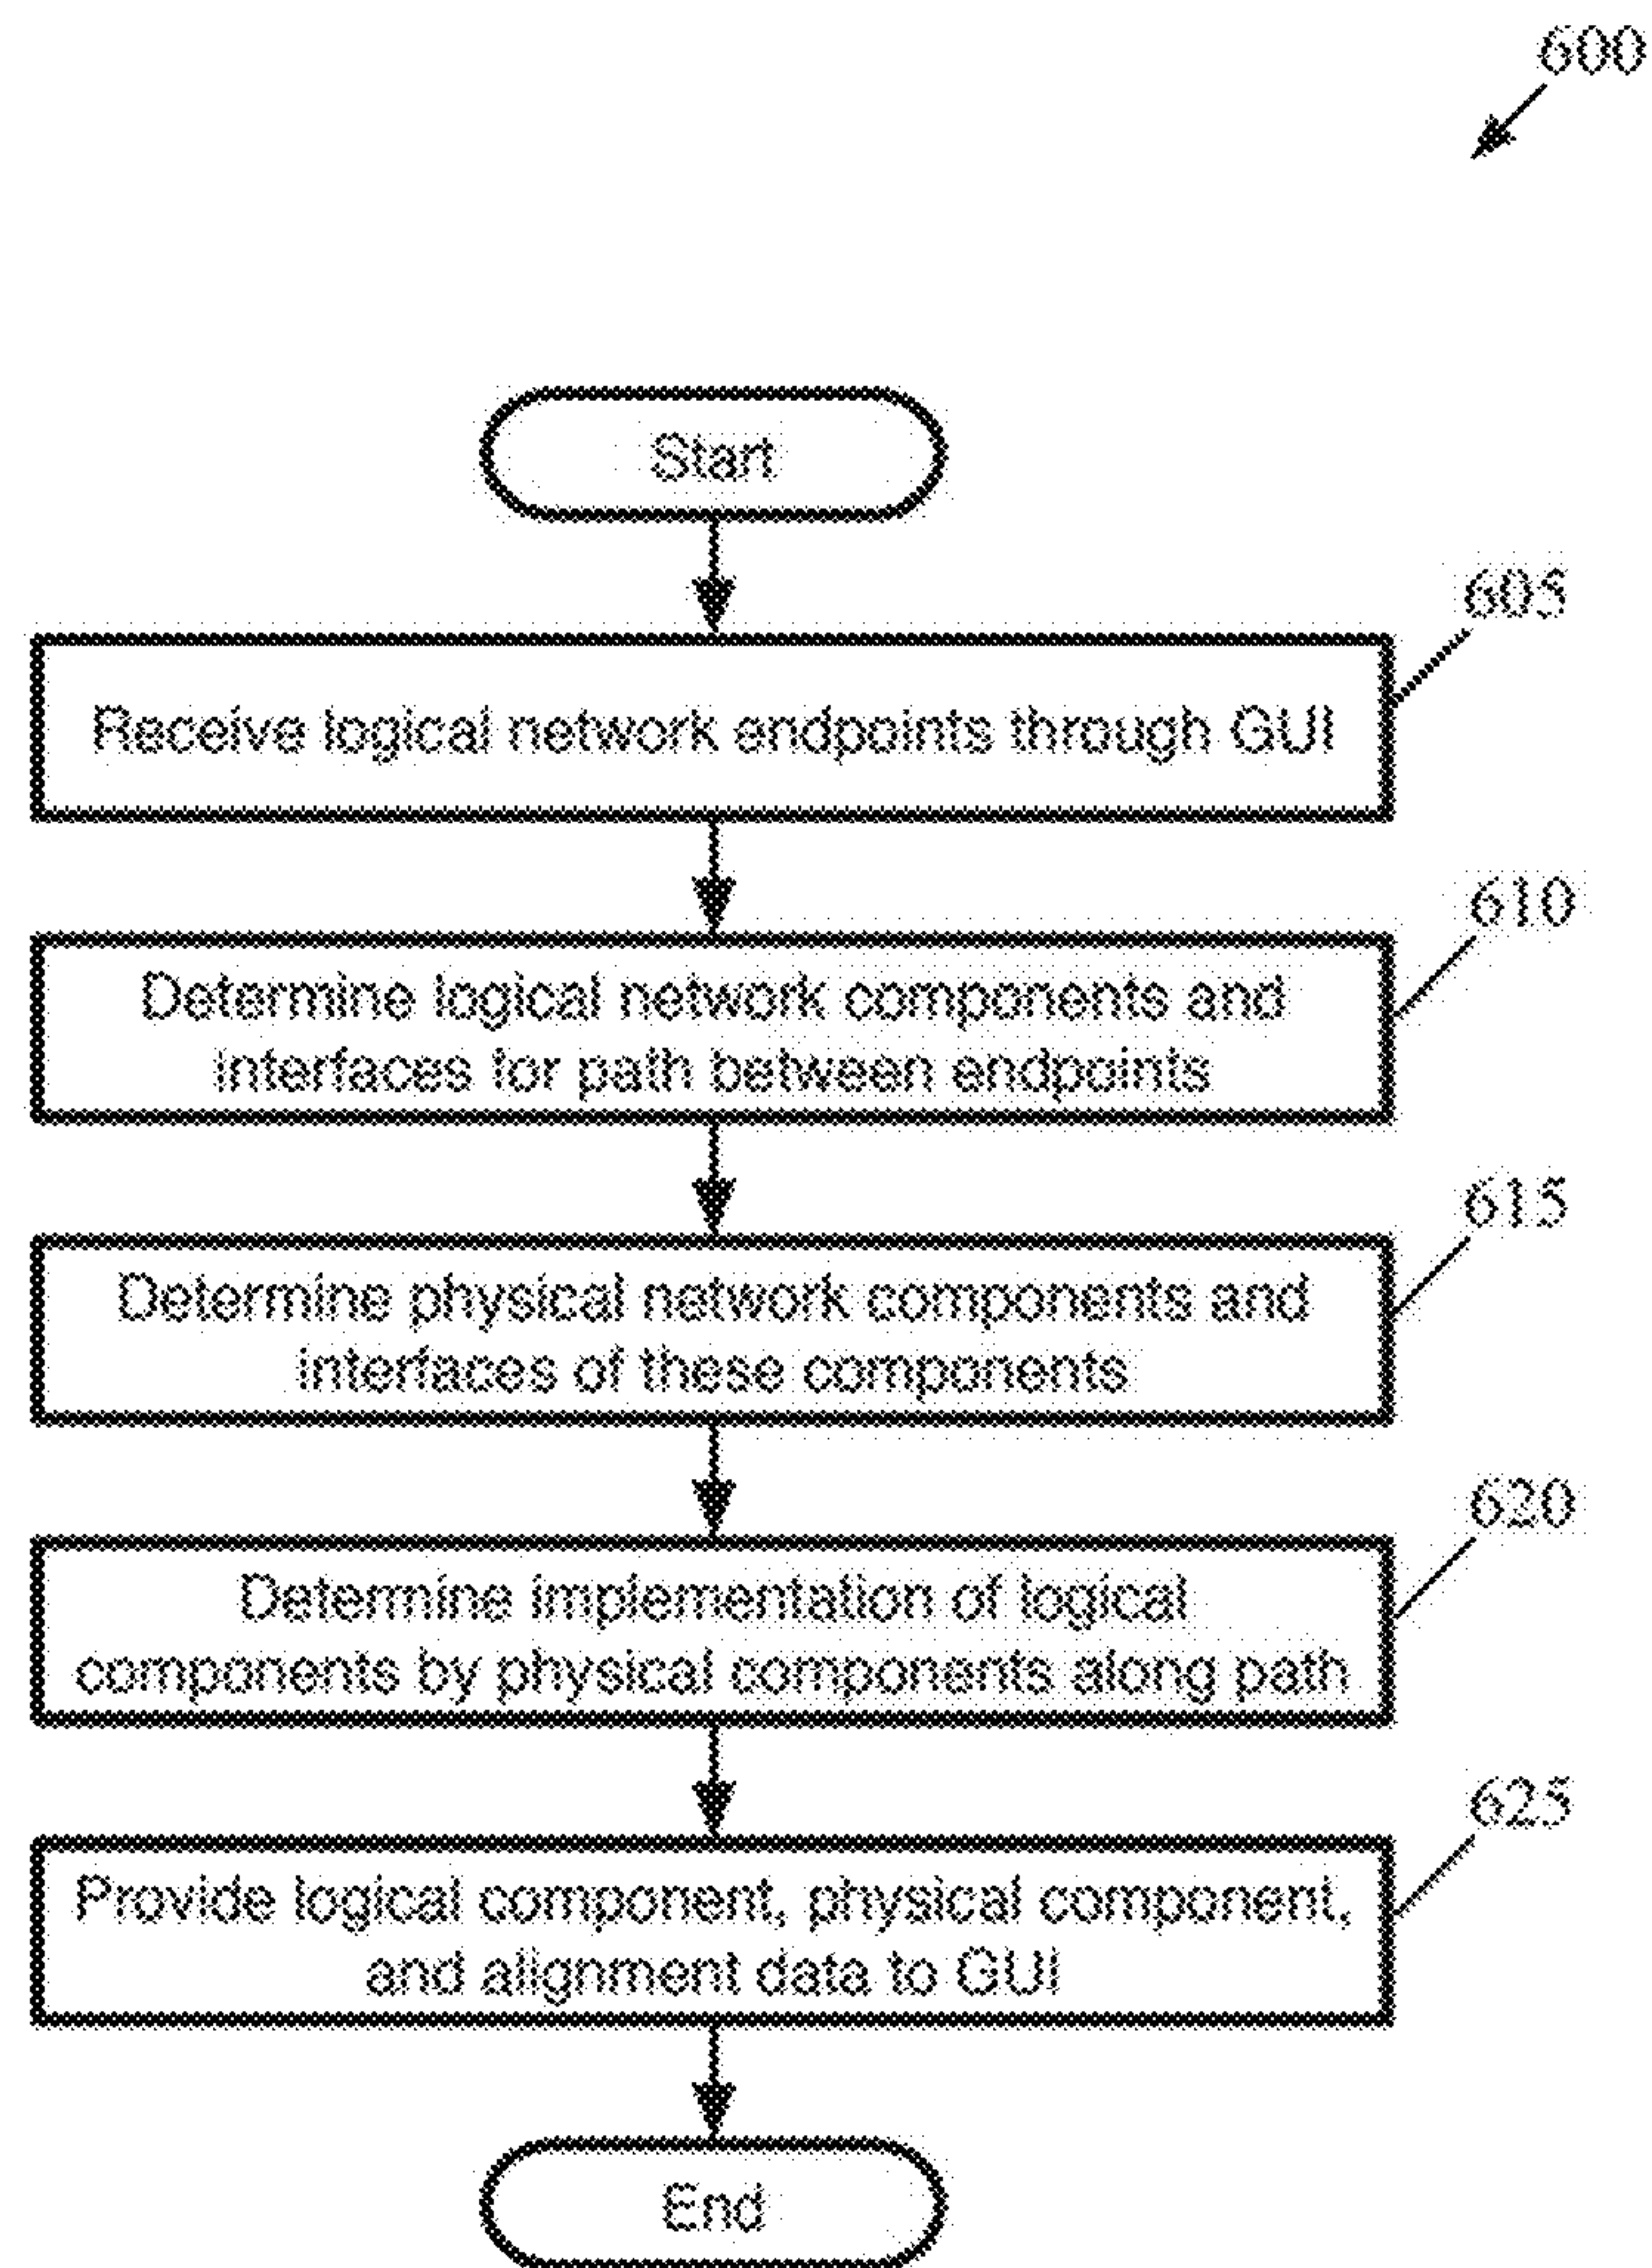 600
Start
605
Receive logical network endpoints through GUI
610
Determine logical network components and
interfaces for path between endpoints
615
Determine physical network components and
interfaces of these components
620
Determine implementation of logical
components by physical components along path
625
Provide logical component, physical component,
and alignment data to GUI
End